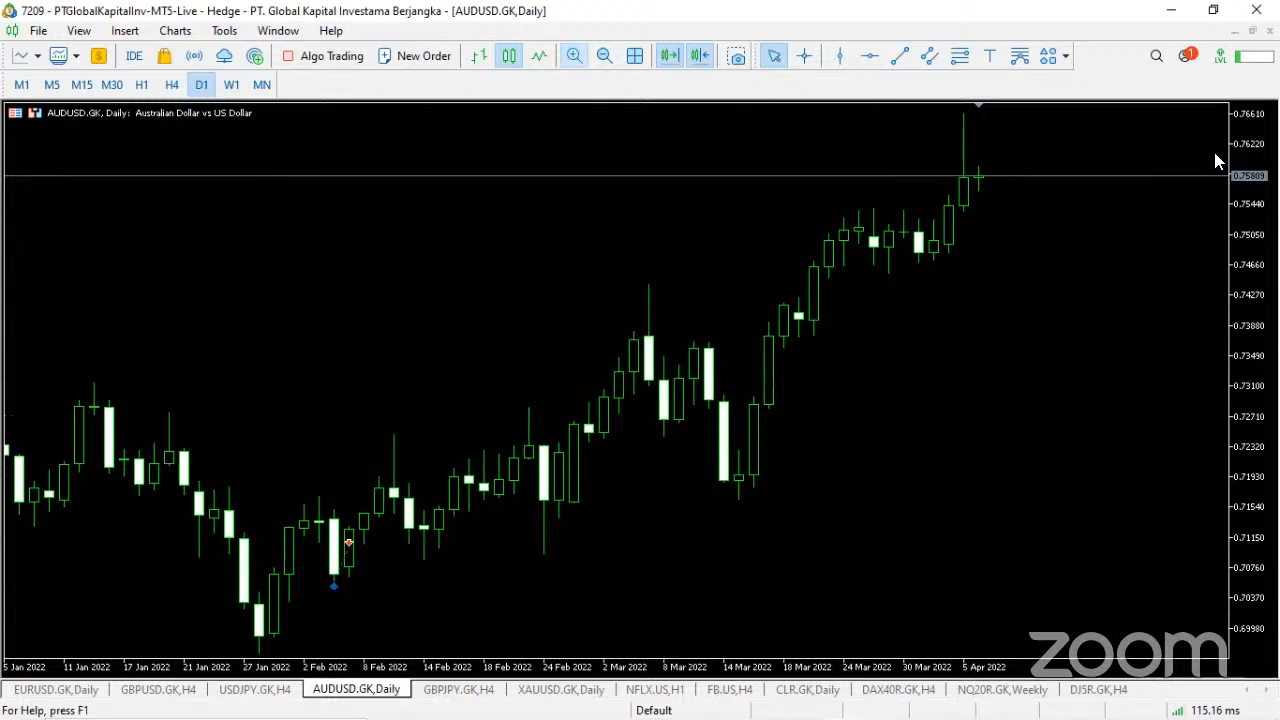 7209 - PTGlobalKapitalInv-MT5-Live - Hedge - PT. Global Kapital Investama Berjangka - [AUDUSD.GK,Daily]
File View Insert Charts Tools Window Help
IDE Algo Trading New Order T LVL 1
M1 M5 M15 M30 H1 H4 D1 W1 MN
AUDUSD.GK, Daily: Australian Dollar vs US Dollar
0.76610
0.76220
0.75809
0.75440
0.75050
0.74660
0.74270
0.73880
0.73490
0.73100
0.72710
0.72320
0.71930
0.71540
0.71150
0.70760
0.70370
0.69980
5 Jan 2022 11 Jan 2022 17 Jan 2022 21 Jan 2022 27 Jan 2022 2 Feb 2022 8 Feb 2022 14 Feb 2022 18 Feb 2022 24 Feb 2022 2 Mar 2022 8 Mar 2022 14 Mar 2022 18 Mar 2022 24 Mar 2022 30 Mar 2022 5 Apr 2022
zoom
EURUSD.GK,Daily GBPUSD.GK,H4 USDJPY.GK,H4 AUDUSD.GK,Daily GBPJPY.GK,H4 XAUUSD.GK,Daily NFLX.US,H1 FB.US,H4 CLR.GK,Daily DAX40R.GK,H4 NQ20R.GK,Weekly DJ5R.GK,H4
For Help, press F1 Default 115.16 ms